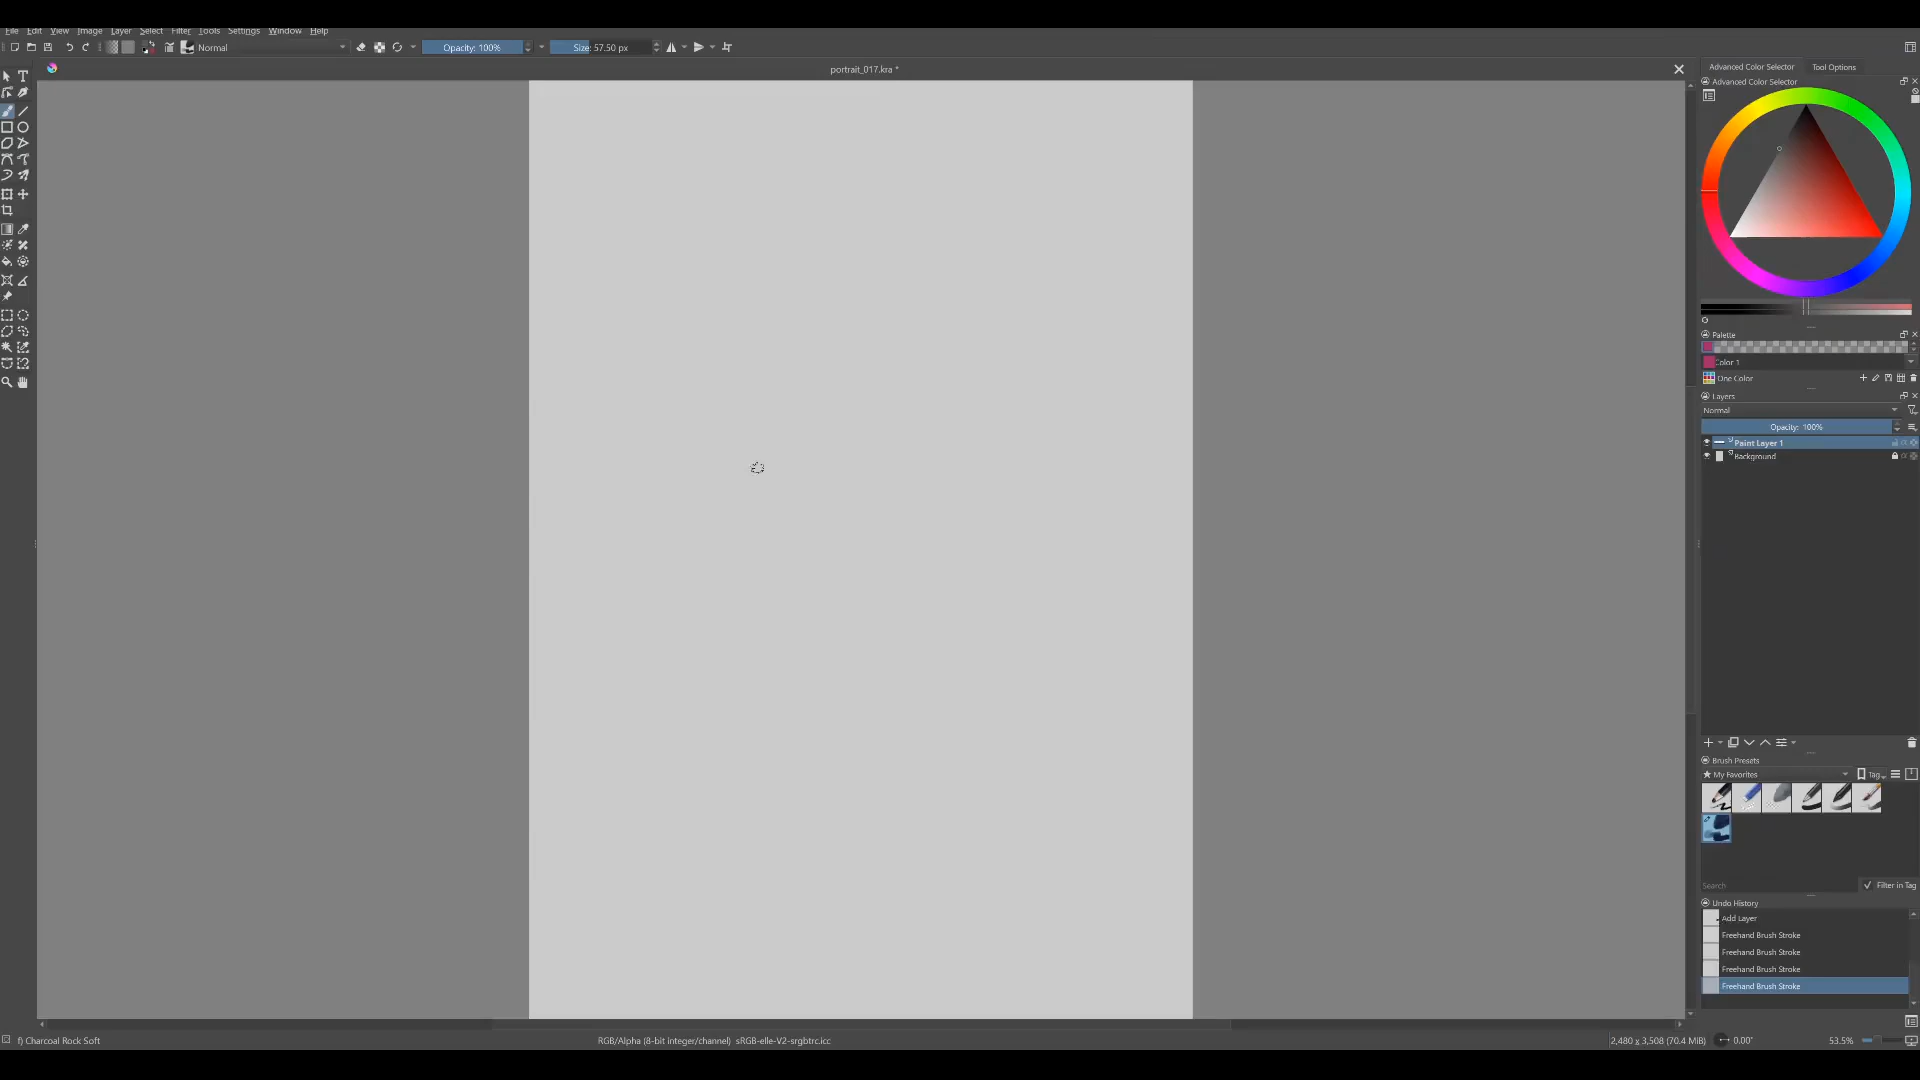 File Edit View Image Layer Select Filter Tools Settings Window Help
Normal Opacity: 100% Size: 57.50 px
portrait_017.kra *
Advanced Color Selector Tool Options
Advanced Color Selector
Palette
Color 1
One Color
Layers
Normal
Opacity: 100%
Paint Layer 1
Background
Brush Presets
My Favorites Tag
Search Filter in Tag
Undo History
Add Layer
Freehand Brush Stroke
Freehand Brush Stroke
Freehand Brush Stroke
Freehand Brush Stroke
f) Charcoal Rock Soft RGB/Alpha (8-bit integer/channel) sRGB-elle-V2-srgbtrc.icc 2,480 x 3,508 (70.4 MiB) 0.00° 53.5%